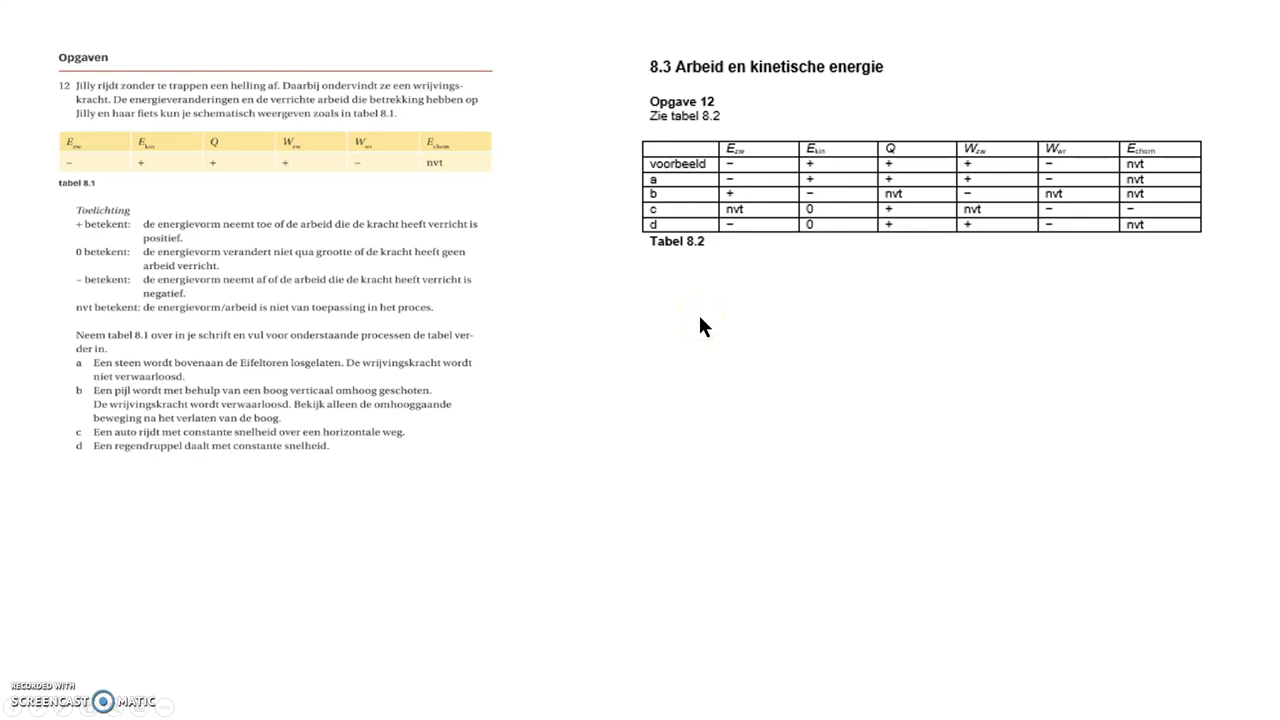 Opgaven
12 Jilly rijdt zonder te trappen een helling af. Daarbij ondervindt ze een wrijvings-
kracht. De energieveranderingen en de verrichte arbeid die betrekking hebben op
Jilly en haar fiets kun je schematisch weergeven zoals in tabel 8.1.
Ezw Ekin Q Wzw Wwr Echem
– + + + – nvt
tabel 8.1
Toelichting
+ betekent: de energievorm neemt toe of de arbeid die de kracht heeft verricht is
positief.
0 betekent: de energievorm verandert niet qua grootte of de kracht heeft geen
arbeid verricht.
– betekent: de energievorm neemt af of de arbeid die de kracht heeft verricht is
negatief.
nvt betekent: de energievorm/arbeid is niet van toepassing in het proces.
Neem tabel 8.1 over in je schrift en vul voor onderstaande processen de tabel ver-
der in.
a Een steen wordt bovenaan de Eifeltoren losgelaten. De wrijvingskracht wordt
niet verwaarloosd.
b Een pijl wordt met behulp van een boog verticaal omhoog geschoten.
De wrijvingskracht wordt verwaarloosd. Bekijk alleen de omhooggaande
beweging na het verlaten van de boog.
c Een auto rijdt met constante snelheid over een horizontale weg.
d Een regendruppel daalt met constante snelheid.
8.3 Arbeid en kinetische energie
Opgave 12
Zie tabel 8.2
Ezw Ekin Q Wzw Wwr Echem
voorbeeld – + + + – nvt
a – + + + – nvt
b + – nvt – nvt nvt
c nvt 0 + nvt – –
d – 0 + + – nvt
Tabel 8.2
RECORDED WITH
SCREENCAST MATIC